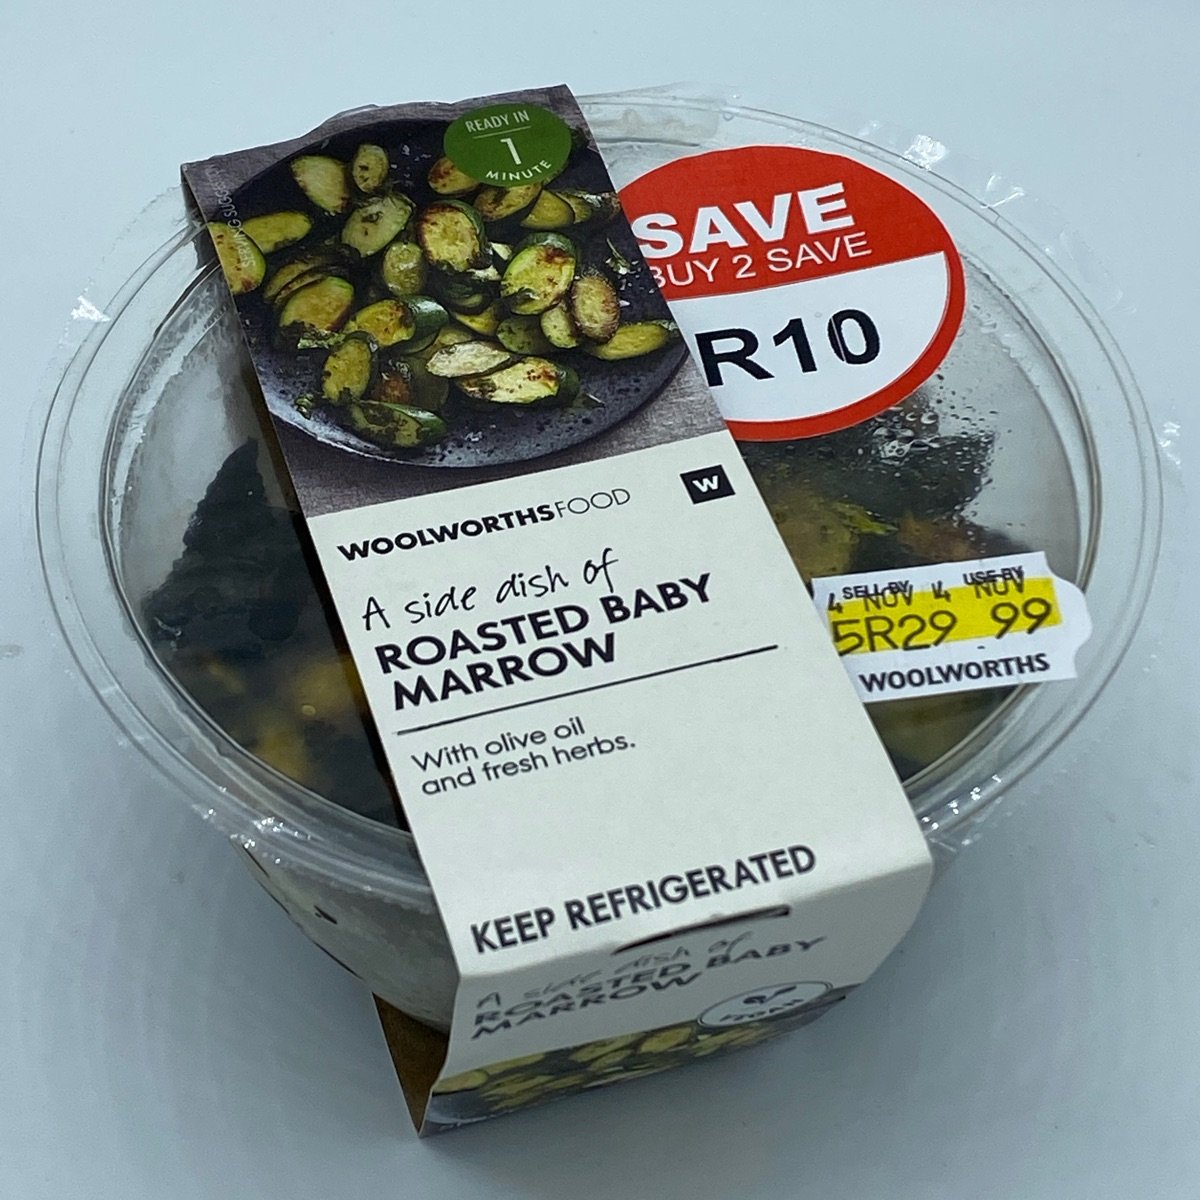 READY IN
1
MINUTE
SAVE
BUY 2 SAVE
R10
WOOLWORTHSFOOD
W
A side dish of
ROASTED BABY
MARROW
With olive oil
and fresh herbs.
KEEP REFRIGERATED
SELL BY USE BY
4 NOV 4 NOV
5R29 99
WOOLWORTHS
A side dish of
ROASTED BABY
MARROW